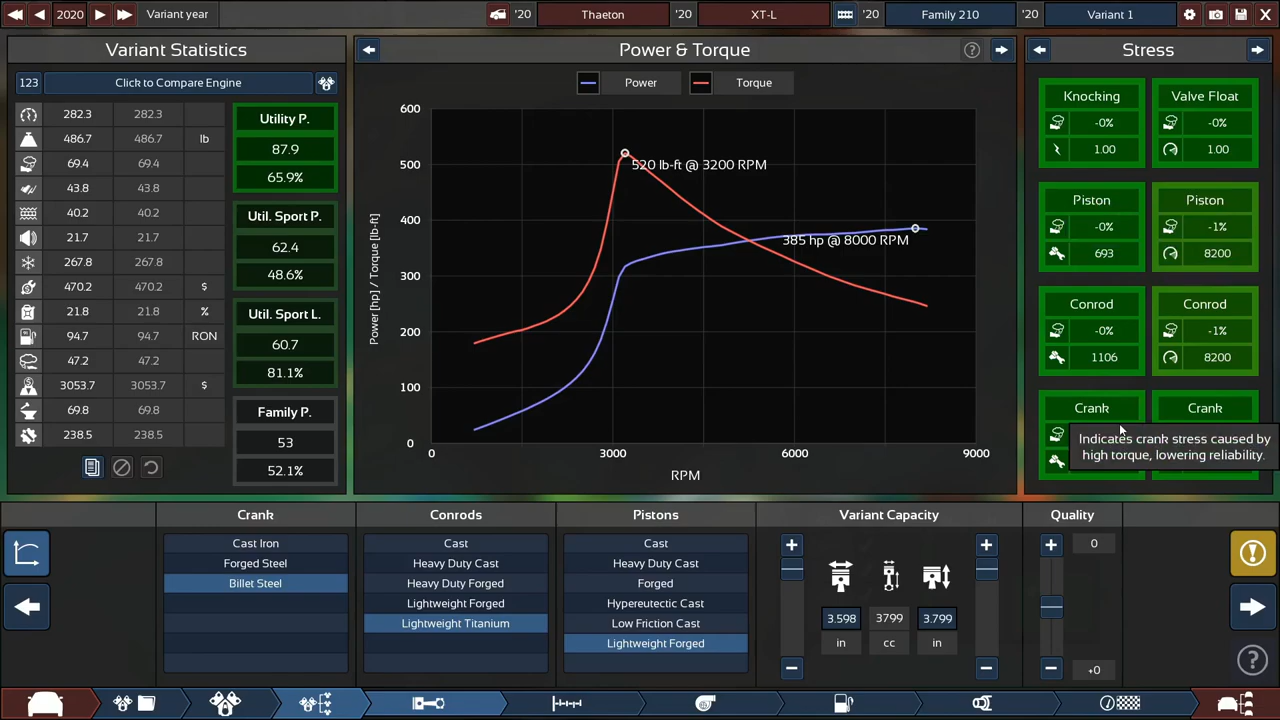 2020
Variant year
'20
Thaeton
'20
XT-L
'20
Family 210
'20
Variant 1
Variant Statistics
123
Click to Compare Engine
282.3 282.3
486.7 486.7 lb
69.4 69.4
43.8 43.8
40.2 40.2
21.7 21.7
267.8 267.8
470.2 470.2 $
21.8 21.8 %
94.7 94.7 RON
47.2 47.2
3053.7 3053.7 $
69.8 69.8
238.5 238.5
Utility P.
87.9
65.9%
Util. Sport P.
62.4
48.6%
Util. Sport L.
60.7
81.1%
Family P.
53
52.1%
Power & Torque
?
Power
Torque
600
500
400
300
200
100
0
Power [hp] / Torque [lb-ft]
520 lb-ft @ 3200 RPM
385 hp @ 8000 RPM
0 3000 6000 9000
RPM
Stress
Knocking
-0%
1.00
Valve Float
-0%
1.00
Piston
-0%
693
Piston
-1%
8200
Conrod
-0%
1106
Conrod
-1%
8200
Crank
Crank
Indicates crank stress caused by
high torque, lowering reliability.
Crank
Cast Iron
Forged Steel
Billet Steel
Conrods
Cast
Heavy Duty Cast
Heavy Duty Forged
Lightweight Forged
Lightweight Titanium
Pistons
Cast
Heavy Duty Cast
Forged
Hypereutectic Cast
Low Friction Cast
Lightweight Forged
Variant Capacity
3.598 3799 3.799
in cc in
Quality
0
+0
?